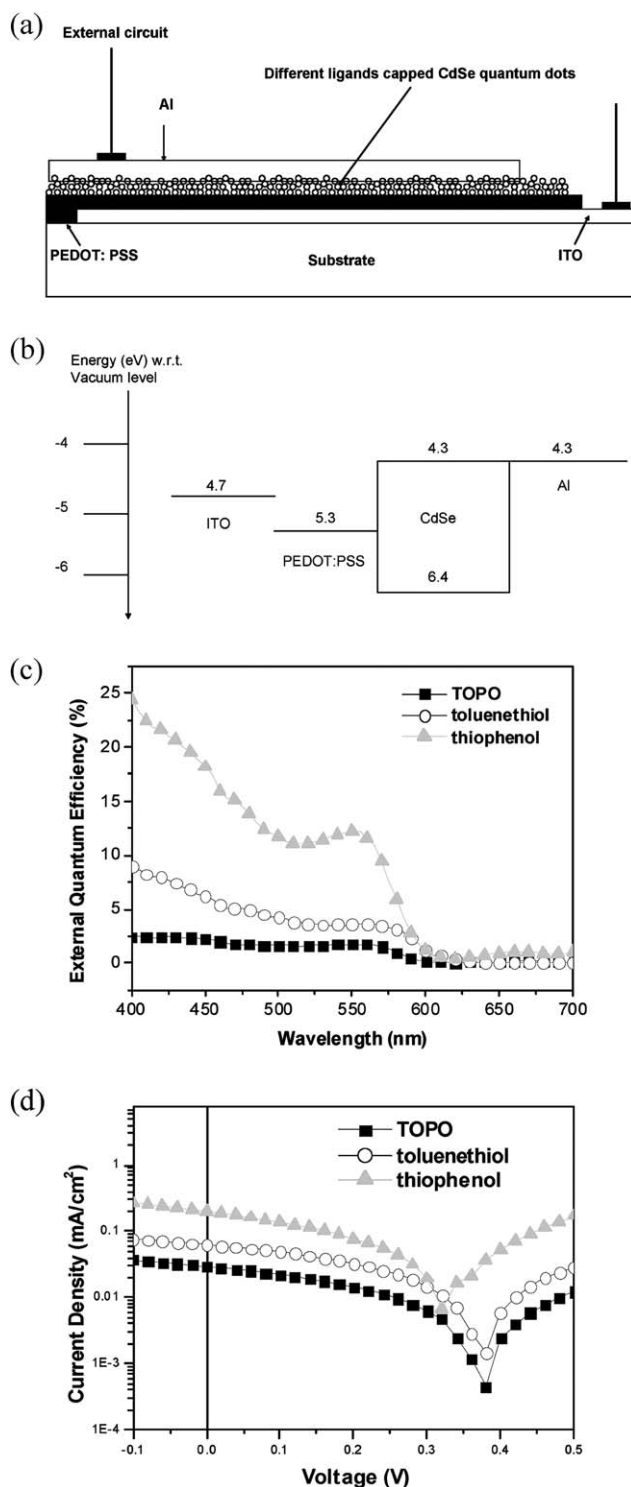 (a)
External circuit
Different ligands capped CdSe quantum dots
Al
PEDOT: PSS
Substrate
ITO
(b)
Energy (eV) w.r.t.
Vacuum level
-4
-5
-6
4.7
ITO
5.3
PEDOT:PSS
4.3
CdSe
6.4
4.3
Al
(c)
External Quantum Efficiency (%)
25
20
15
10
5
0
TOPO
toluenethiol
thiophenol
400 450 500 550 600 650 700
Wavelength (nm)
(d)
Current Density (mA/cm²)
1
0.1
0.01
1E-3
1E-4
TOPO
toluenethiol
thiophenol
-0.1 0.0 0.1 0.2 0.3 0.4 0.5
Voltage (V)